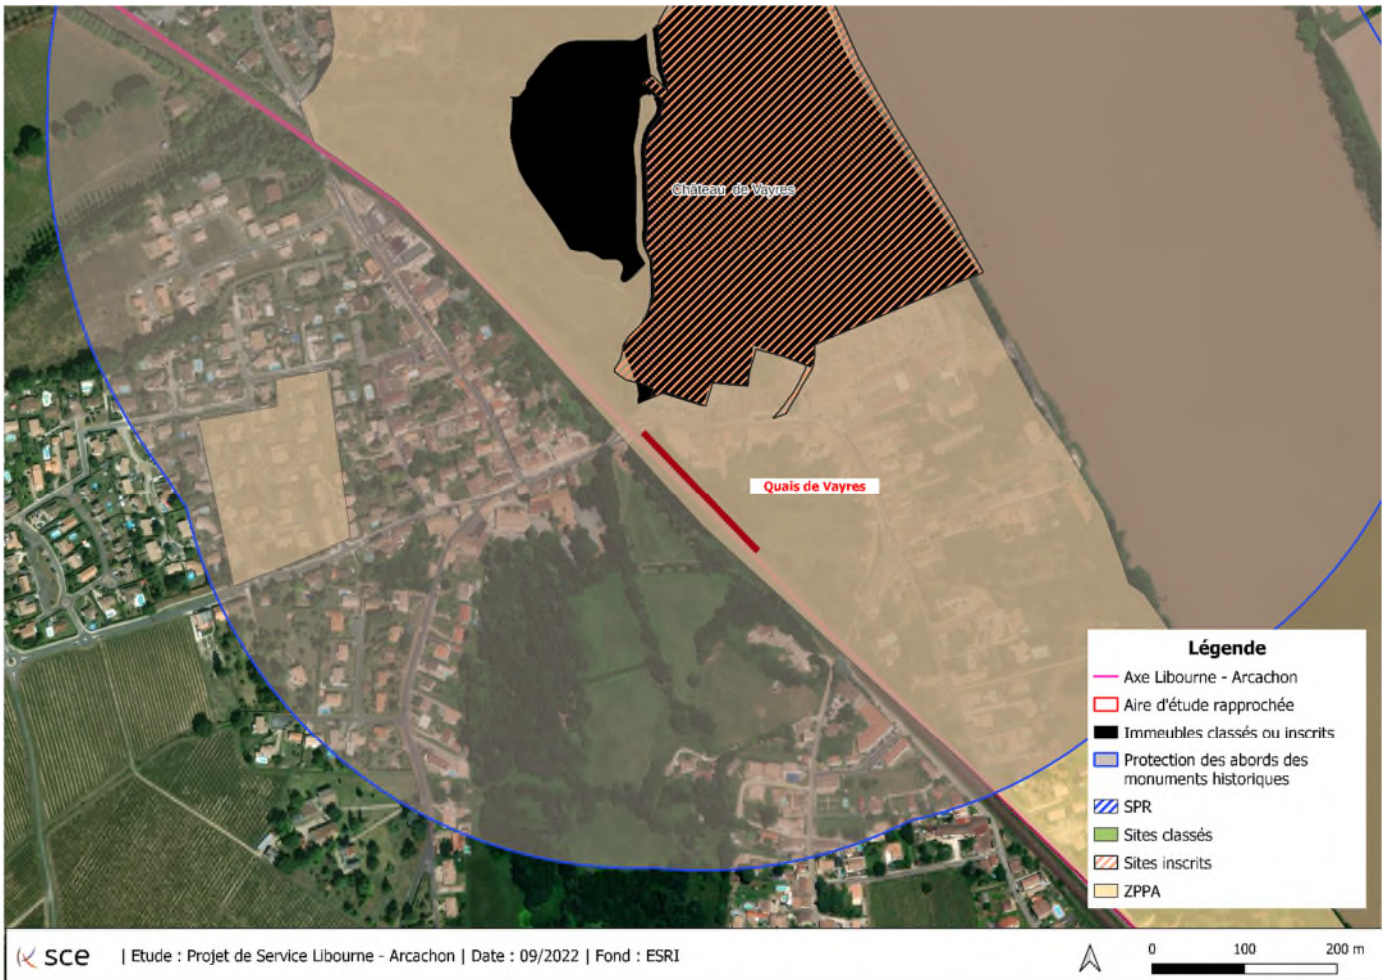 Château de Vayres
Quais de Vayres
Légende
Axe Libourne - Arcachon
Aire d'étude rapprochée
Immeubles classés ou inscrits
Protection des abords des
monuments historiques
SPR
Sites classés
Sites inscrits
ZPPA
sce | Etude : Projet de Service Libourne - Arcachon | Date : 09/2022 | Fond : ESRI
0 100 200 m